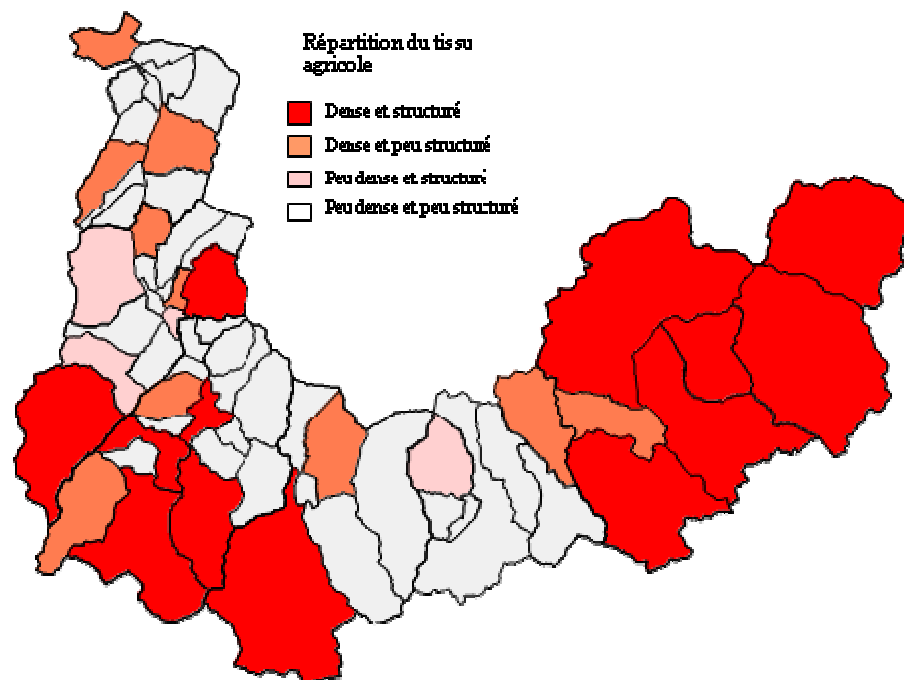 Répartition du tissu
agricole
Dense et structuré
Dense et peu structuré
Peu dense et structuré
Peu dense et peu structuré